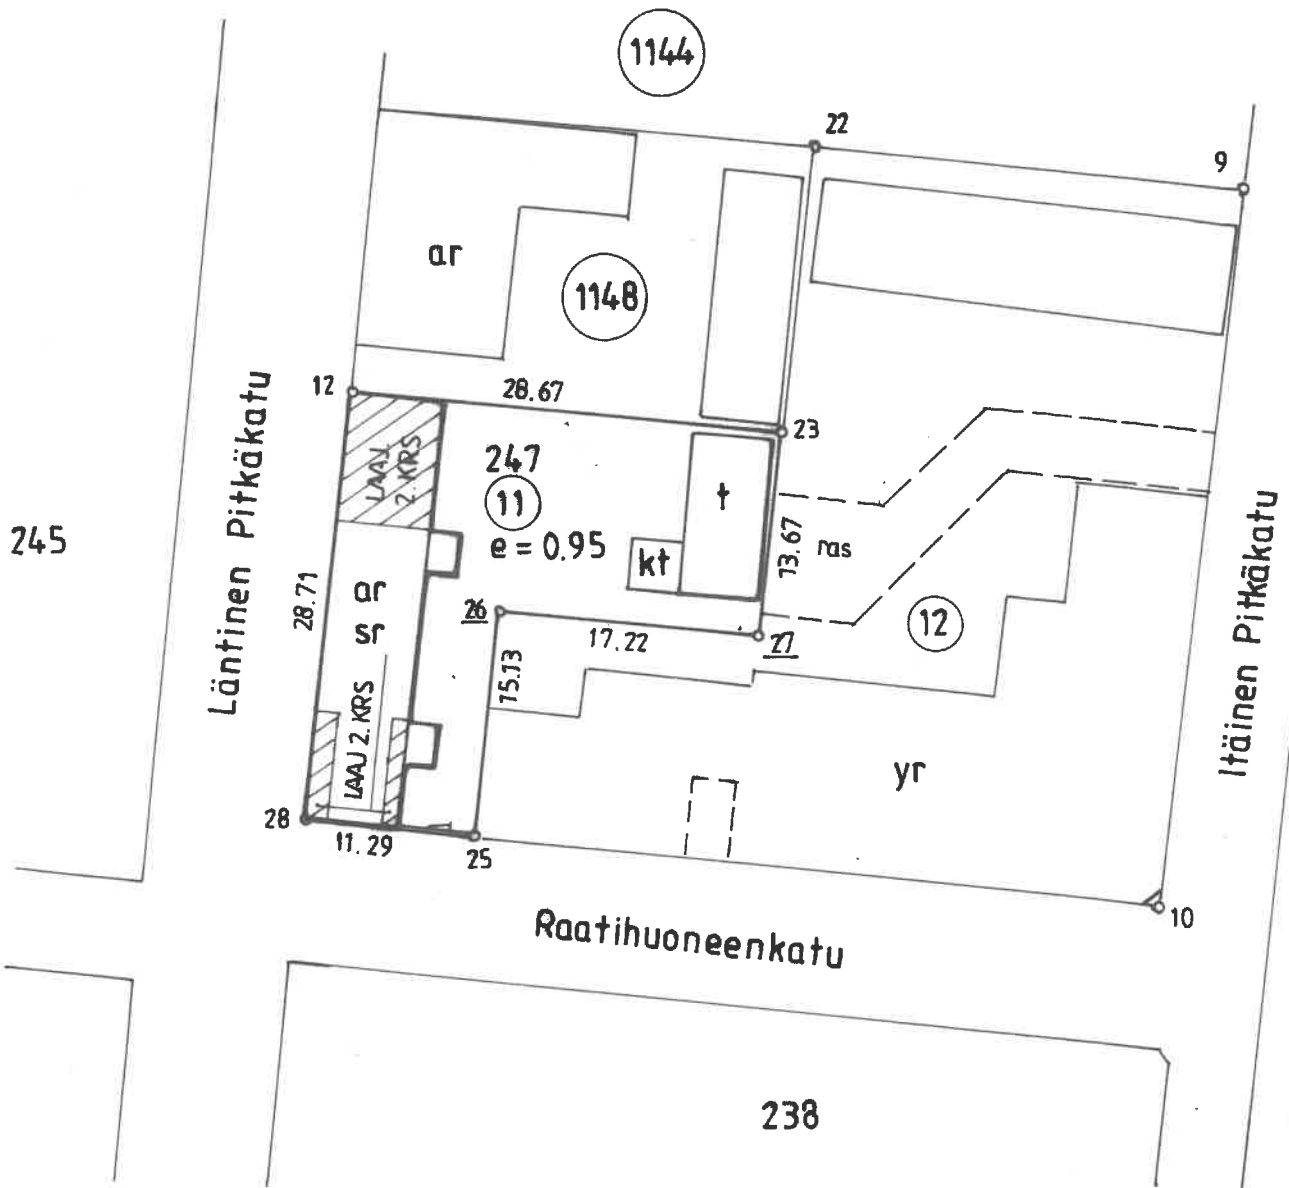 1144
22
9
ar
1148
12
28.67
23
LAAJ.
2. KRS
247
11
e = 0.95
t
kt
13.67
ras
245
Läntinen Pitkäkatu
28.71
ar
sr
26
17.22
27
12
Itäinen Pitkäkatu
15.13
LAAJ 2. KRS
yr
28
11.29
25
10
Raatihuoneenkatu
238